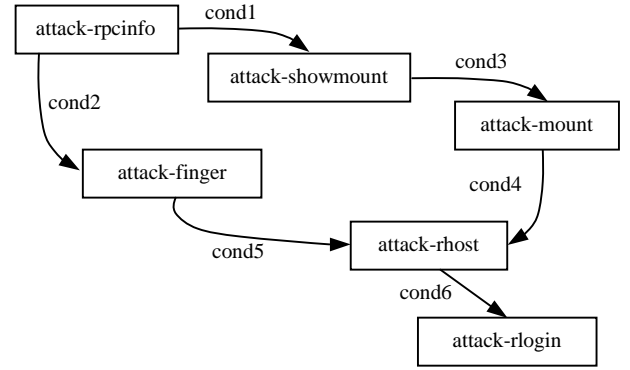 attack-rpcinfo
cond1
attack-showmount
cond3
attack-mount
cond2
attack-finger
cond4
cond5
attack-rhost
cond6
attack-rlogin